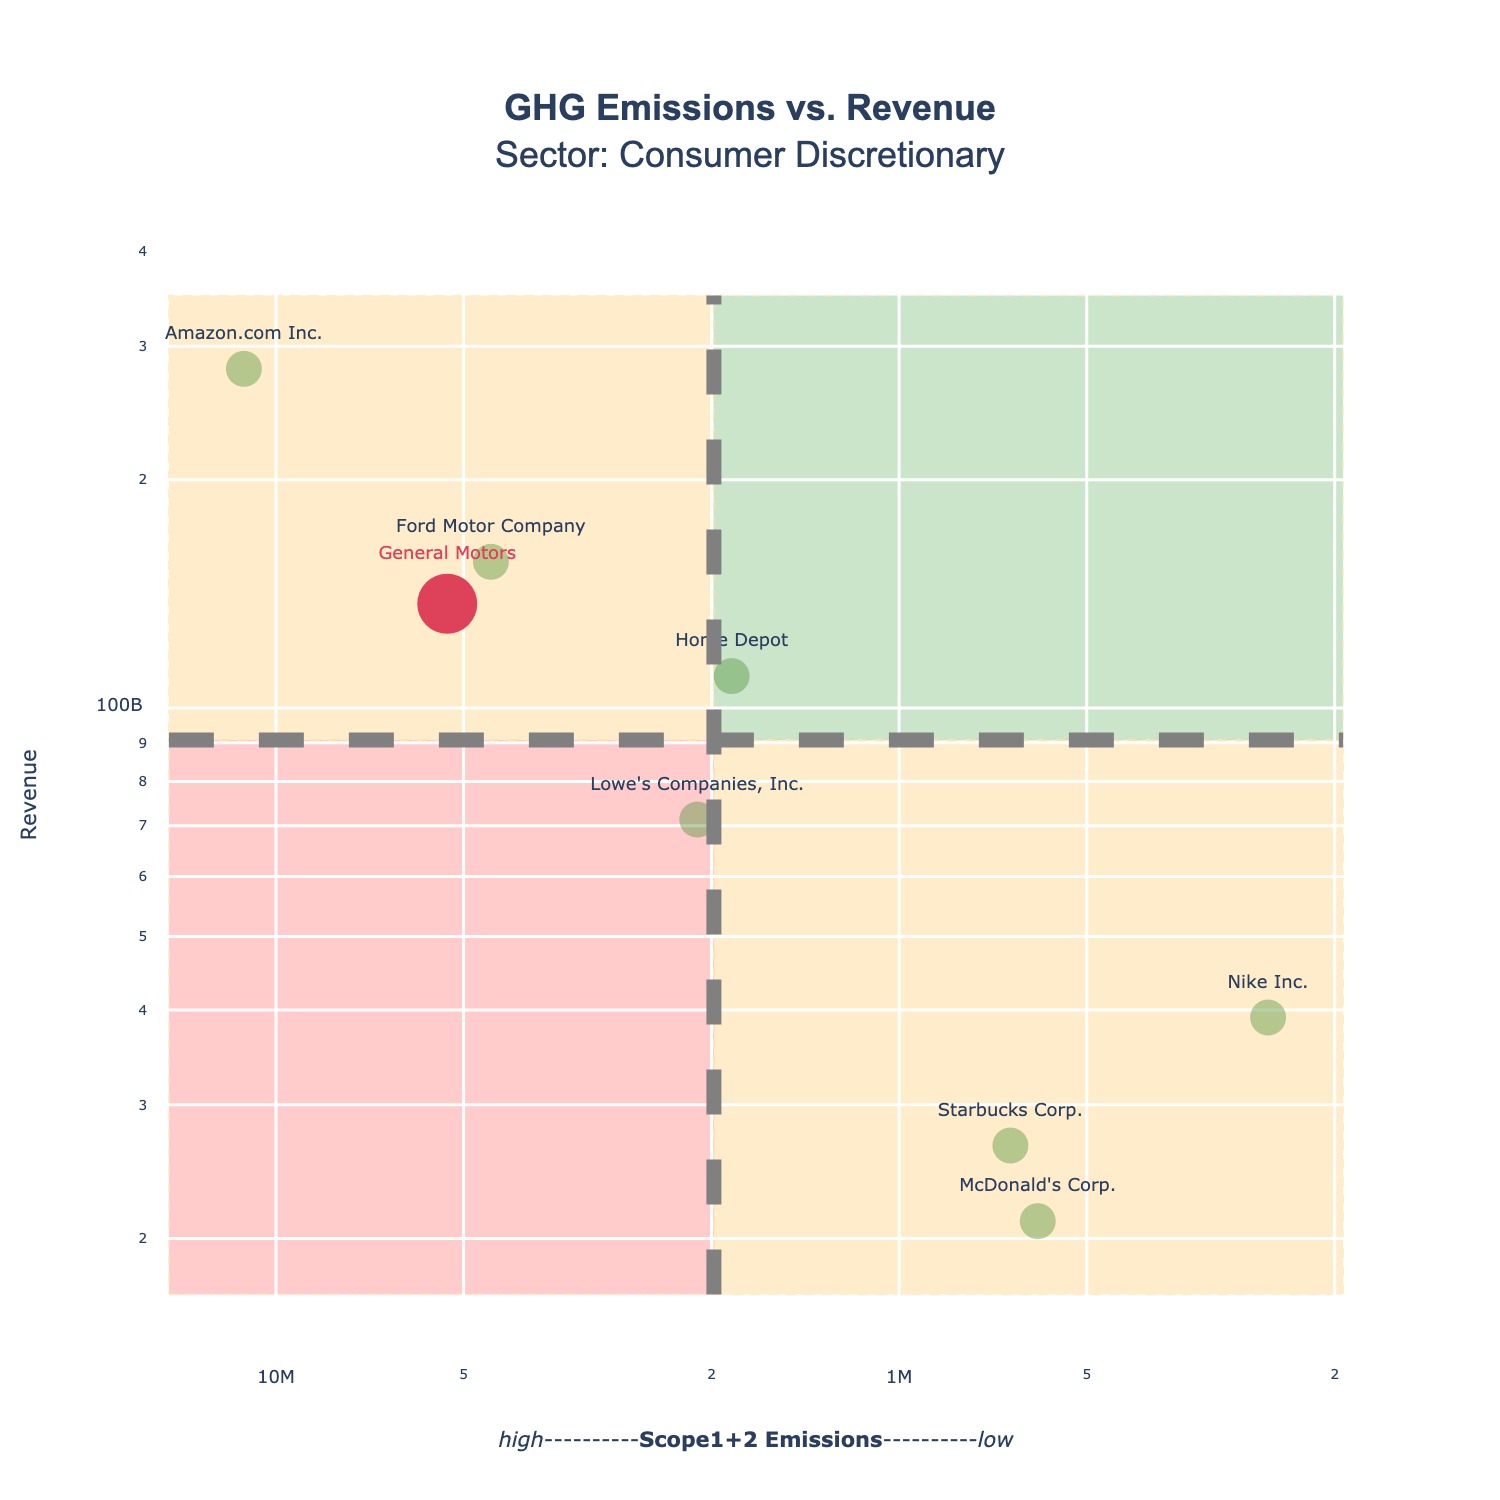 GHG Emissions vs. Revenue
Sector: Consumer Discretionary
4
Amazon.com Inc.
3
2
Ford Motor Company
General Motors
Home Depot
100B
9
Lowe's Companies, Inc.
8
7
Revenue
6
5
Nike Inc.
4
3
Starbucks Corp.
McDonald's Corp.
2
10M 5 2 1M 5 2
high----------Scope1+2 Emissions----------low